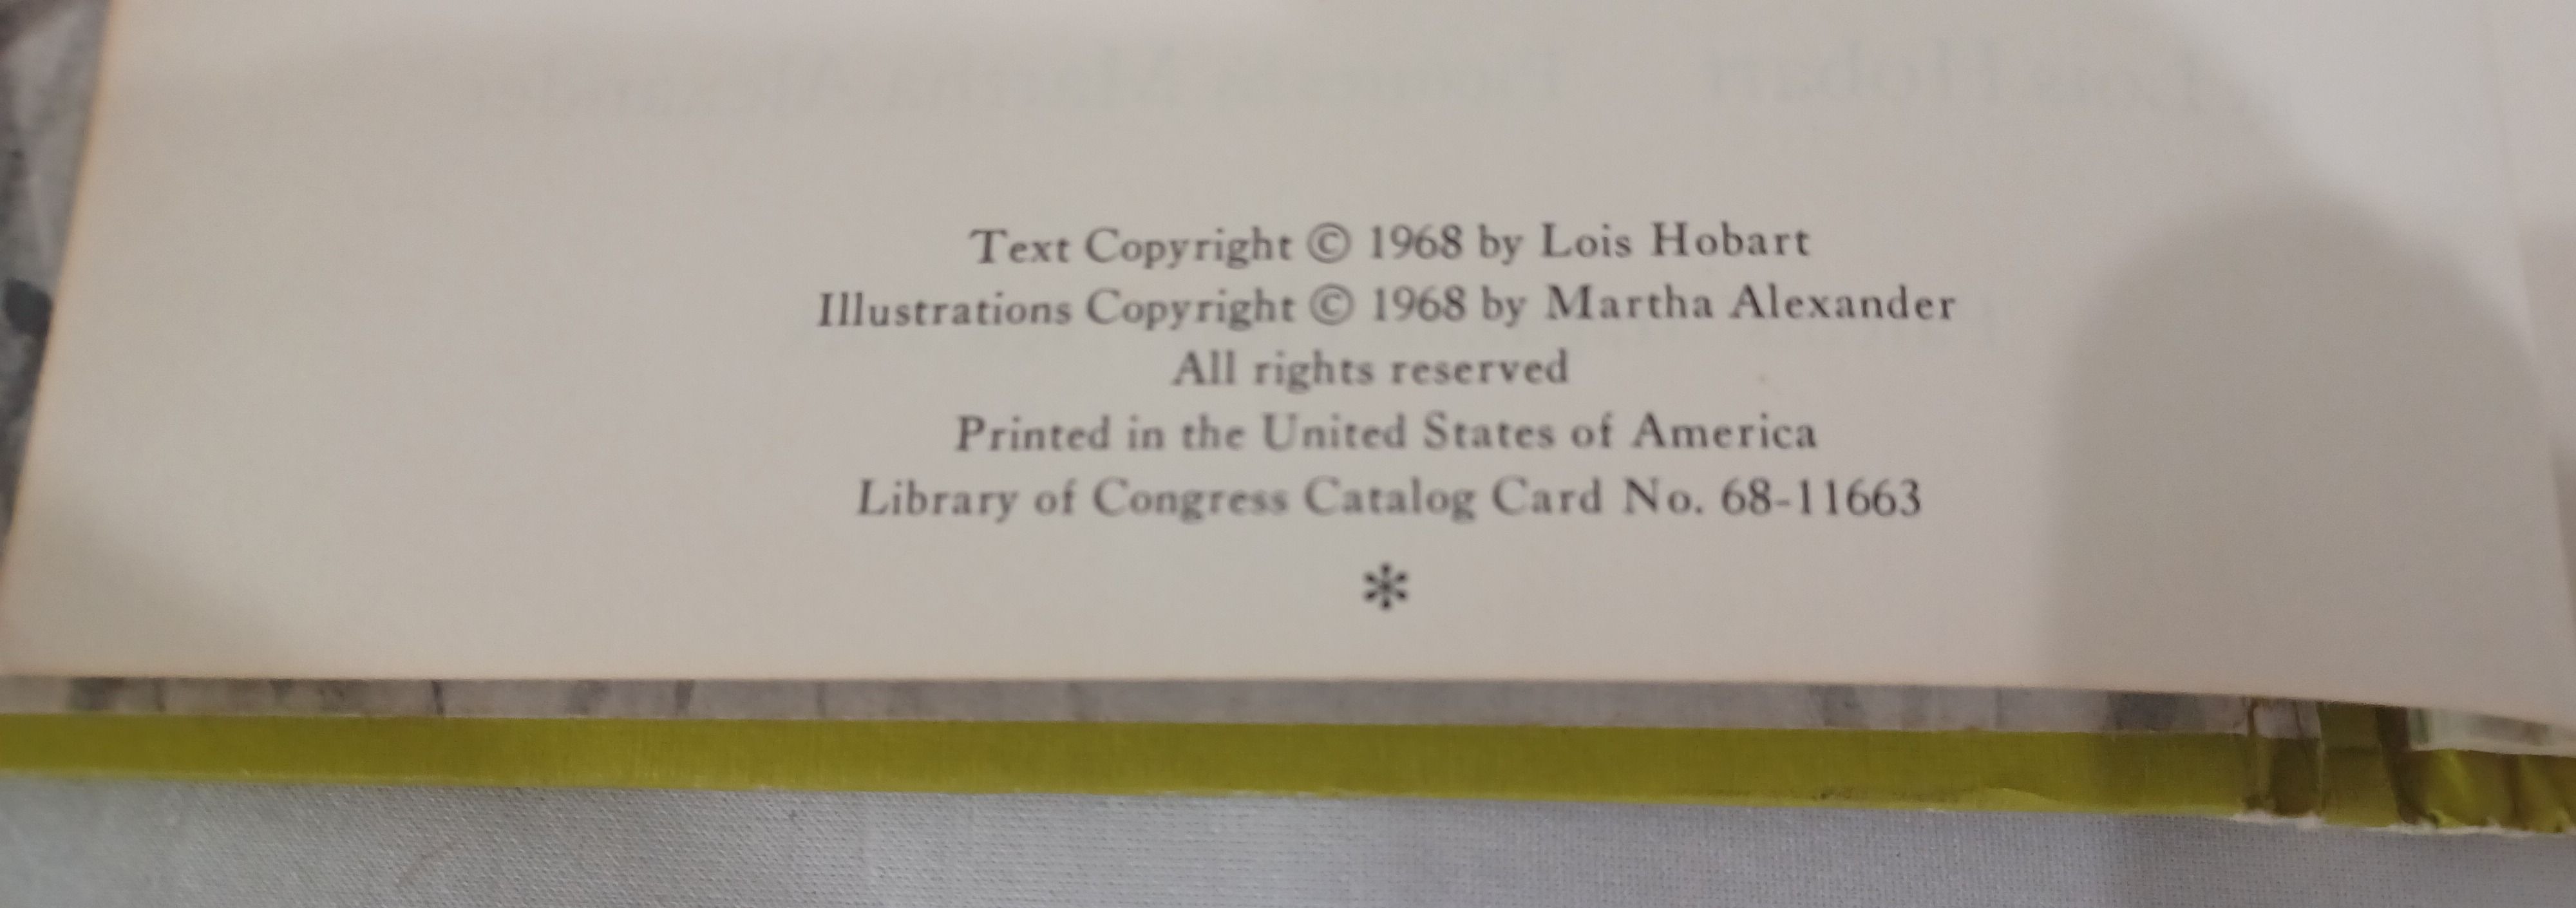 Text Copyright © 1968 by Lois Hobart
Illustrations Copyright © 1968 by Martha Alexander
All rights reserved
Printed in the United States of America
Library of Congress Catalog Card No. 68-11663
*